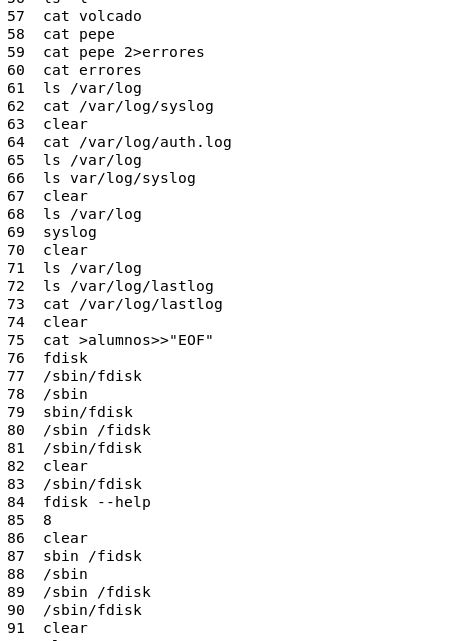 57 cat volcado
58 cat pepe
59 cat pepe 2>errores
60 cat errores
61 ls /var/log
62 cat /var/log/syslog
63 clear
64 cat /var/log/auth.log
65 ls /var/log
66 ls var/log/syslog
67 clear
68 ls /var/log
69 syslog
70 clear
71 ls /var/log
72 ls /var/log/lastlog
73 cat /var/log/lastlog
74 clear
75 cat >alumnos>>"EOF"
76 fdisk
77 /sbin/fdisk
78 /sbin
79 sbin/fdisk
80 /sbin /fidsk
81 /sbin/fdisk
82 clear
83 /sbin/fdisk
84 fdisk --help
85 8
86 clear
87 sbin /fidsk
88 /sbin
89 /sbin /fdisk
90 /sbin/fdisk
91 clear